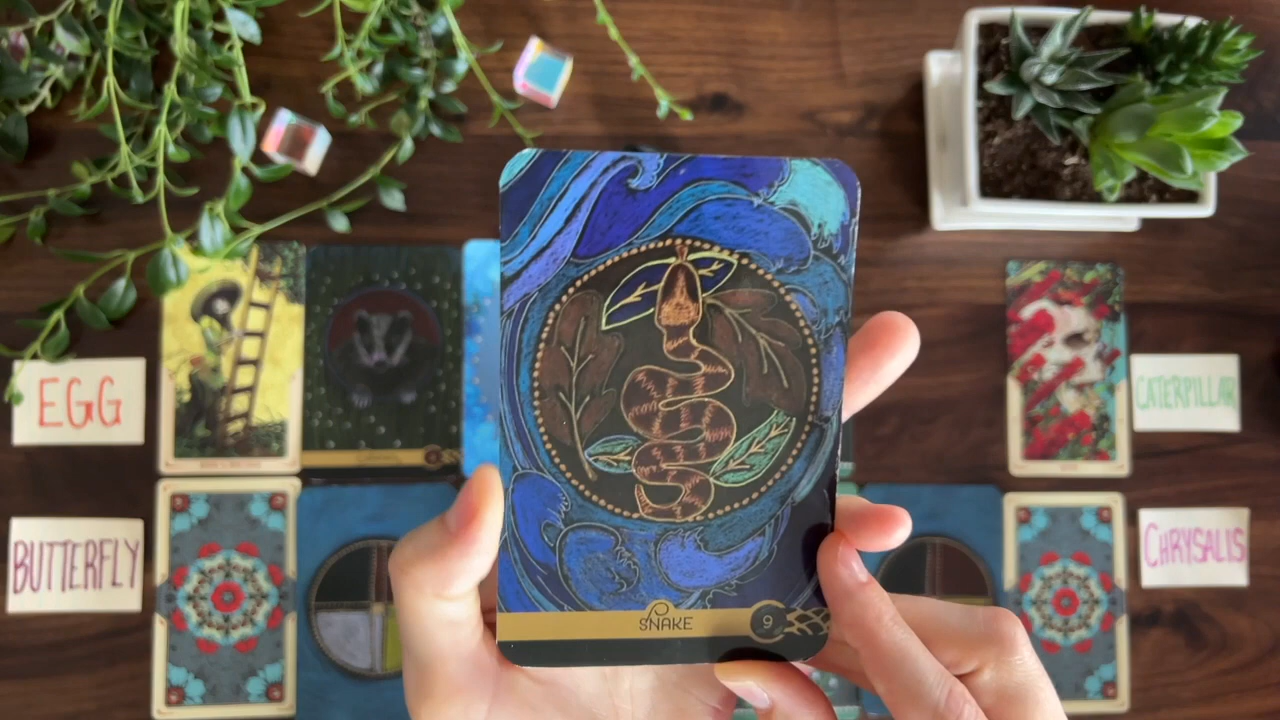 EGG
CATERPILLAR
BUTTERFLY
CHRYSALIS
SNAKE
9